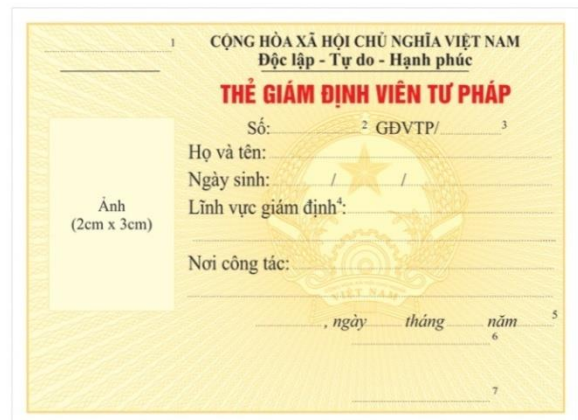 1
CỘNG HÒA XÃ HỘI CHỦ NGHĨA VIỆT NAM
Độc lập - Tự do - Hạnh phúc
THẺ GIÁM ĐỊNH VIÊN TƯ PHÁP
Số: 2 GĐVTP/ 3
Họ và tên:
Ngày sinh: / /
Lĩnh vực giám định4:
Nơi công tác:
Ảnh
(2cm x 3cm)
VIỆT NAM
, ngày tháng năm 5
6
7